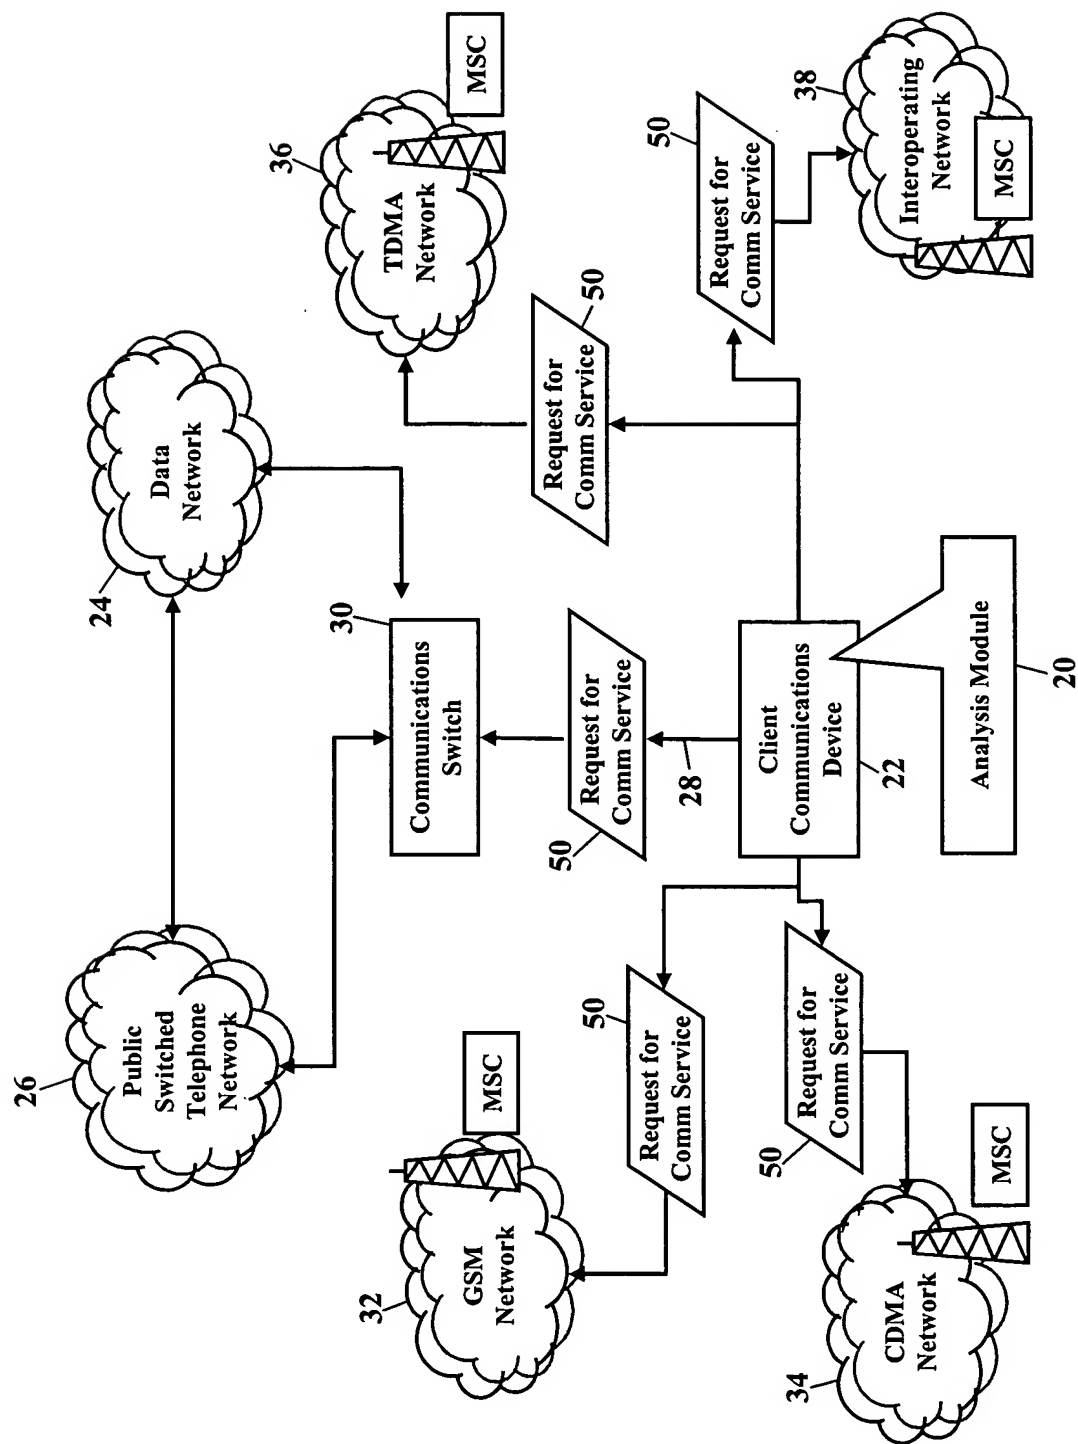 26
Public
Switched
Telephone
Network
24
Data
Network
36
TDMA
Network
MSC
32
GSM
Network
MSC
30
Communications
Switch
50
Request for
Comm Service
50
Request for
Comm Service
50
Request for
Comm Service
50
Request for
Comm Service
38
Interoperating
Network
MSC
28
34
CDMA
Network
MSC
50
Request for
Comm Service
Client
Communications
Device
22
Analysis Module
20